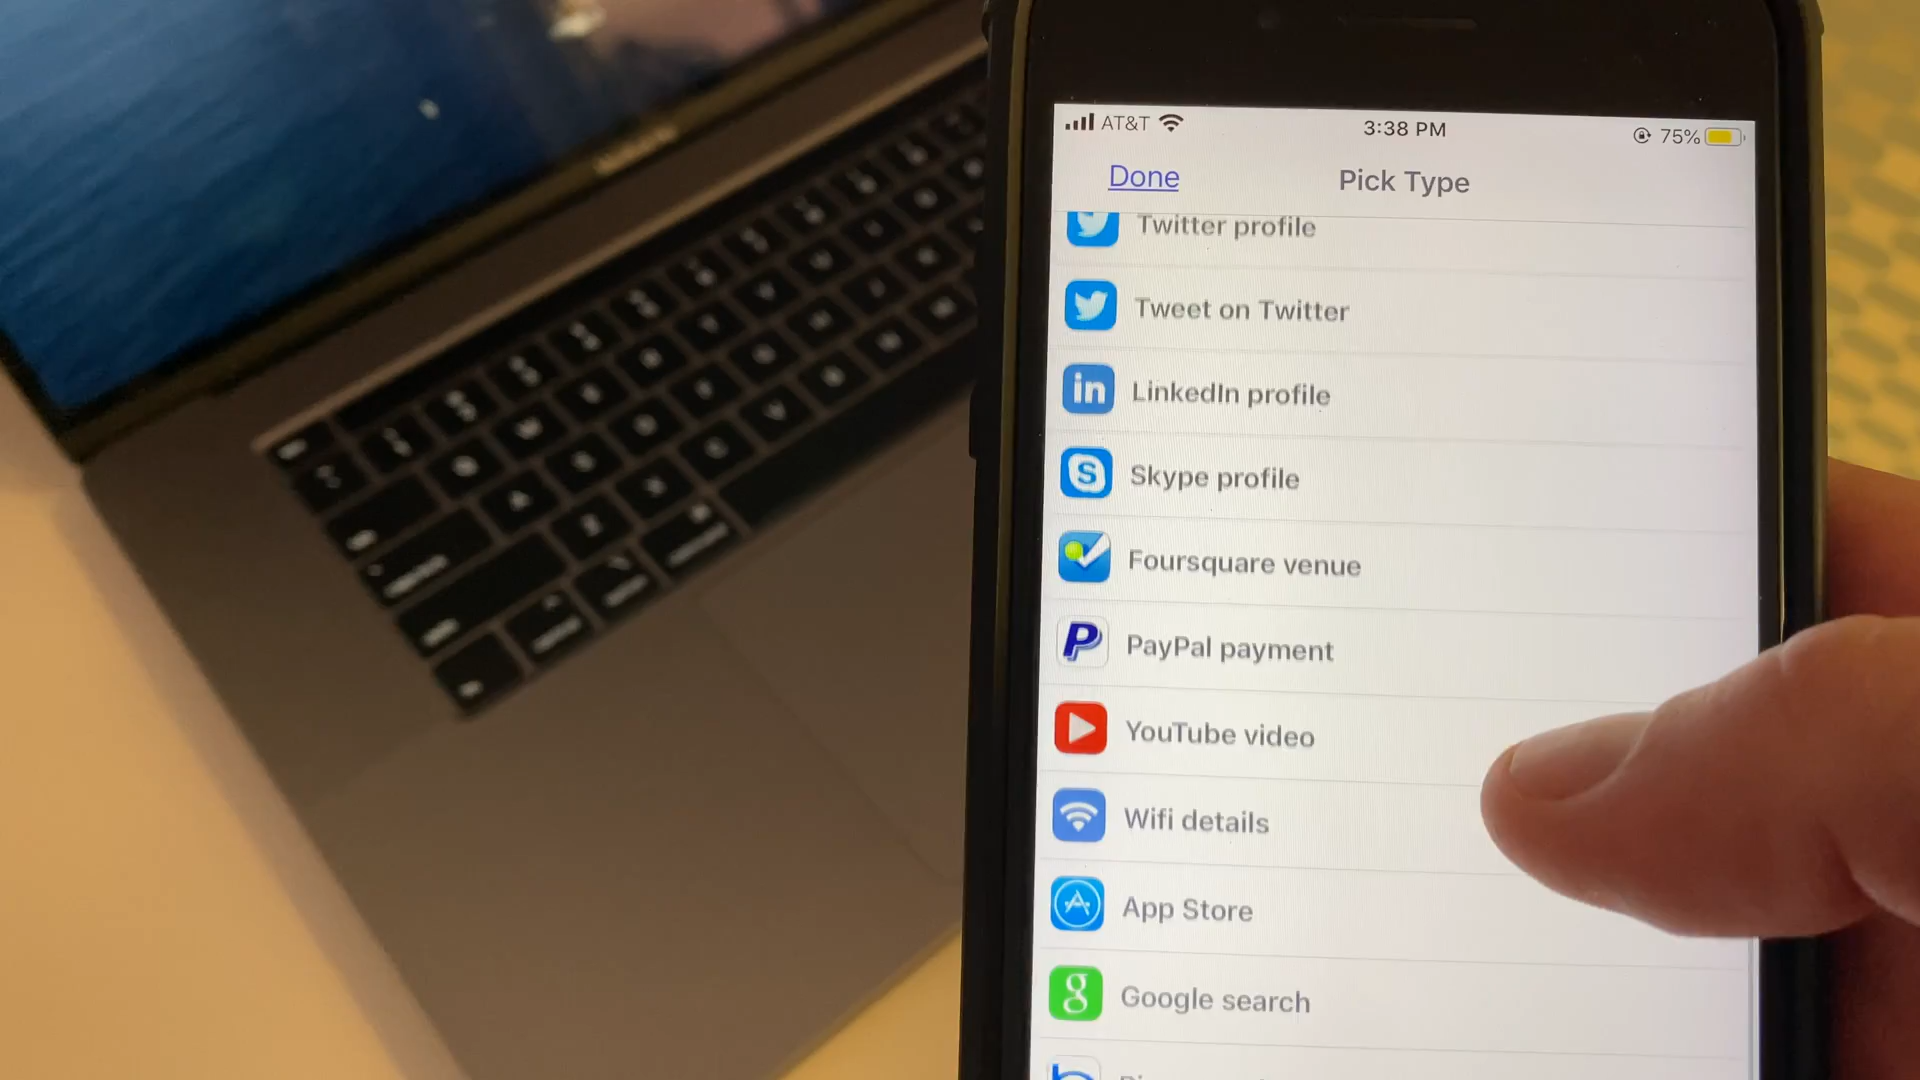 AT&T 3:38 PM 75%
Done Pick Type
Twitter profile
Tweet on Twitter
in LinkedIn profile
S Skype profile
Foursquare venue
P PayPal payment
YouTube video
Wifi details
App Store
g Google search